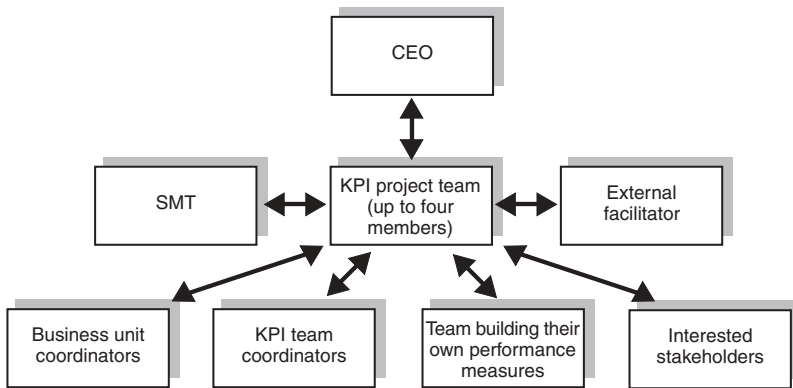 CEO
SMT
KPI project team
(up to four
members)
External
facilitator
Business unit
coordinators
KPI team
coordinators
Team building their
own performance
measures
Interested
stakeholders